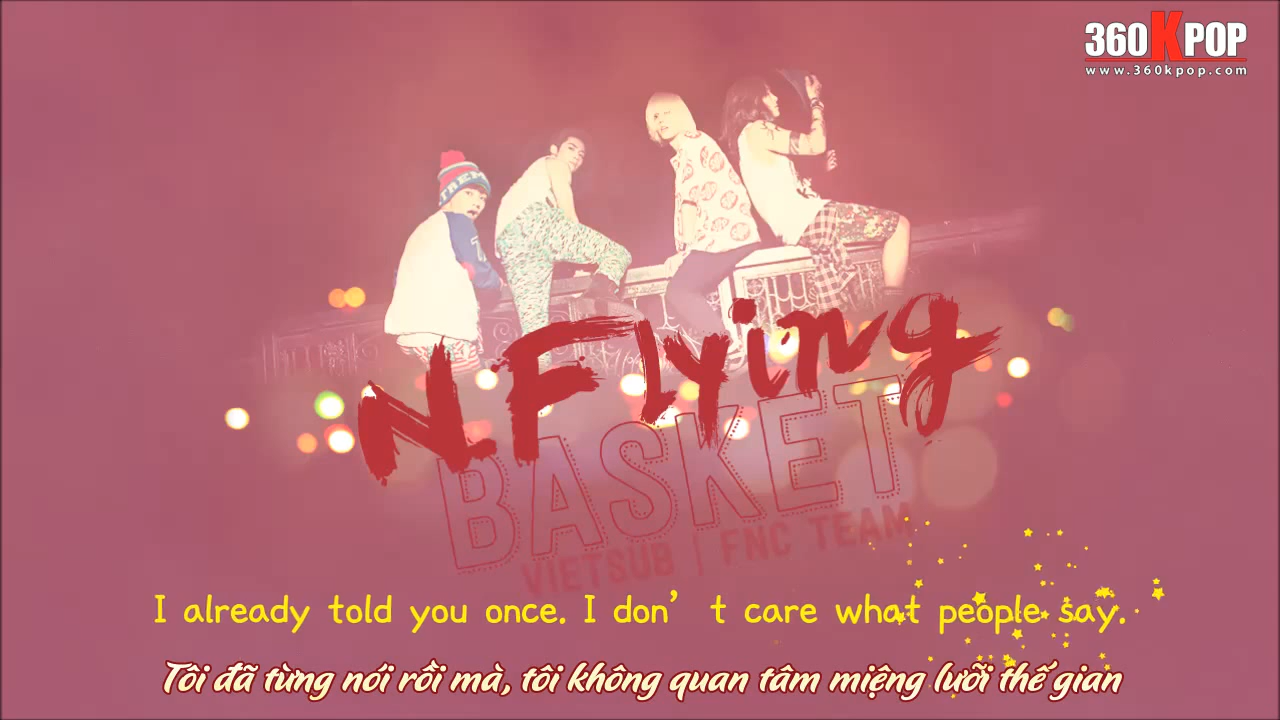 360KPOP
www.360kpop.com
N.Flying
BASKET
VIETSUB | FNC TEAM
I already told you once. I don't care what people say.
Tôi đã từng nói rồi mà, tôi không quan tâm miệng lưỡi thế gian